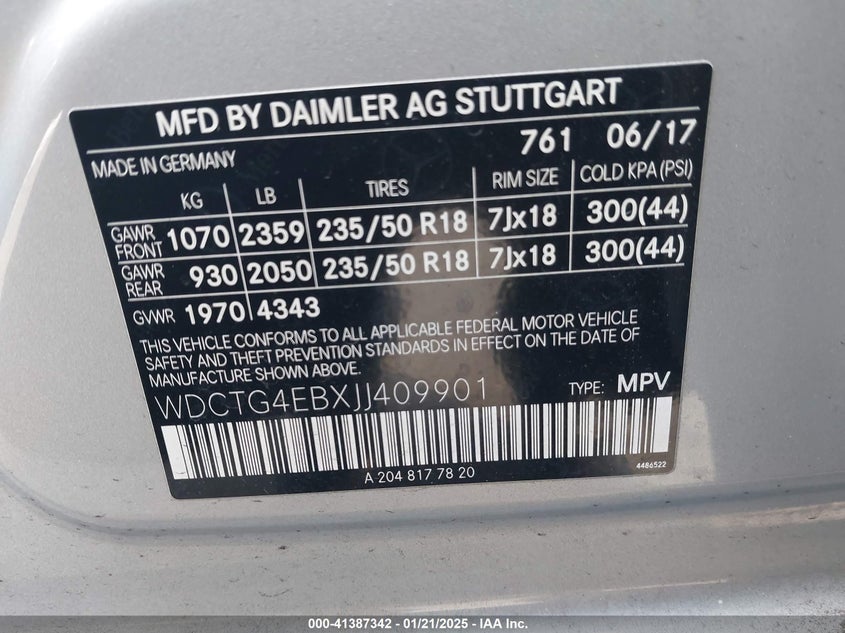 MFD BY DAIMLER AG STUTTGART
761 06/17
MADE IN GERMANY
KG LB TIRES RIM SIZE COLD KPA (PSI)
GAWR FRONT 1070 2359 235/50 R18 7Jx18 300(44)
GAWR REAR 930 2050 235/50 R18 7Jx18 300(44)
GVWR 1970 4343
THIS VEHICLE CONFORMS TO ALL APPLICABLE FEDERAL MOTOR VEHICLE
SAFETY AND THEFT PREVENTION STANDARDS IN EFFECT ON THE DATE OF
MANUFACTURE SHOWN ABOVE.
WDCTG4EBXJJ409901 TYPE: MPV
A 204 817 78 20
4486522
000-41387342 / 01/21/2025 - IAA Inc.